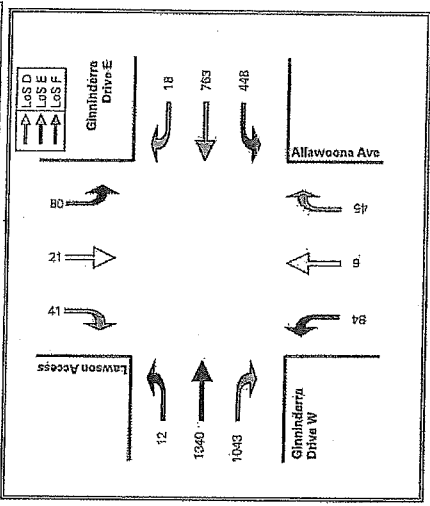 LoS D
LoS E
LoS F
Ginninderra
Drive E
80
21
41
18
763
448
Lawson Access
Allawoona Ave
12
1340
1043
84
6
45
Ginninderra
Drive W